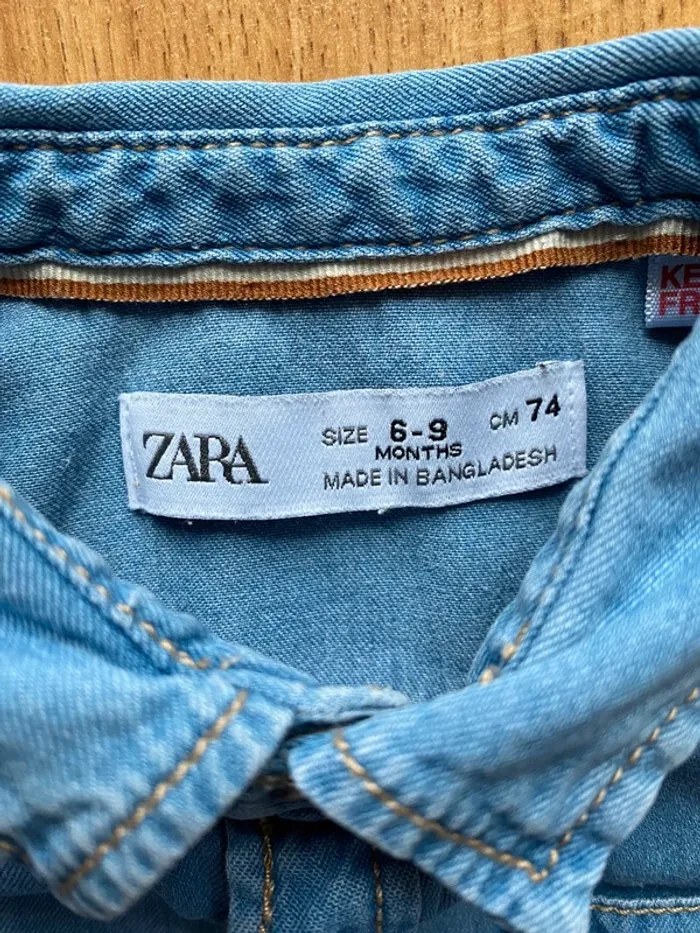 ZARA
SIZE 6-9 CM 74
MONTHS
MADE IN BANGLADESH